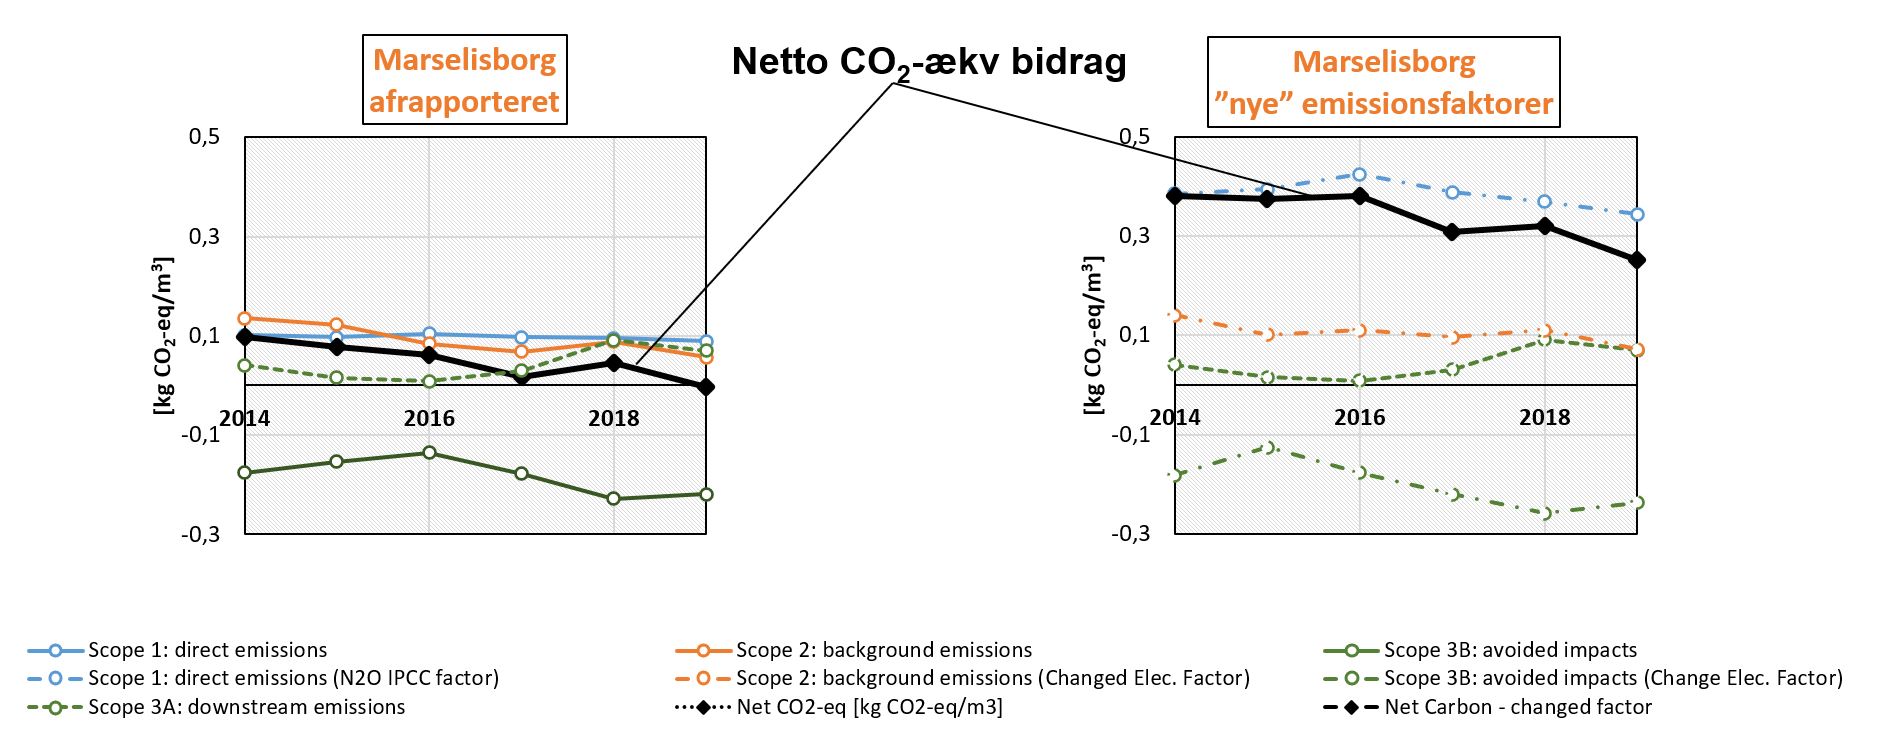 Marselisborg
afrapporteret
Netto CO₂-ækv bidrag
Marselisborg
”nye” emissionsfaktorer
[kg CO₂-eq/m³]
0,5
0,3
0,1
-0,1
-0,3
2014
2016
2018
[kg CO₂-eq/m³]
0,5
0,3
0,1
-0,1
-0,3
2014
2016
2018
Scope 1: direct emissions
Scope 2: background emissions
Scope 3B: avoided impacts
Scope 1: direct emissions (N2O IPCC factor)
Scope 2: background emissions (Changed Elec. Factor)
Scope 3B: avoided impacts (Change Elec. Factor)
Scope 3A: downstream emissions
Net CO2-eq [kg CO2-eq/m3]
Net Carbon - changed factor